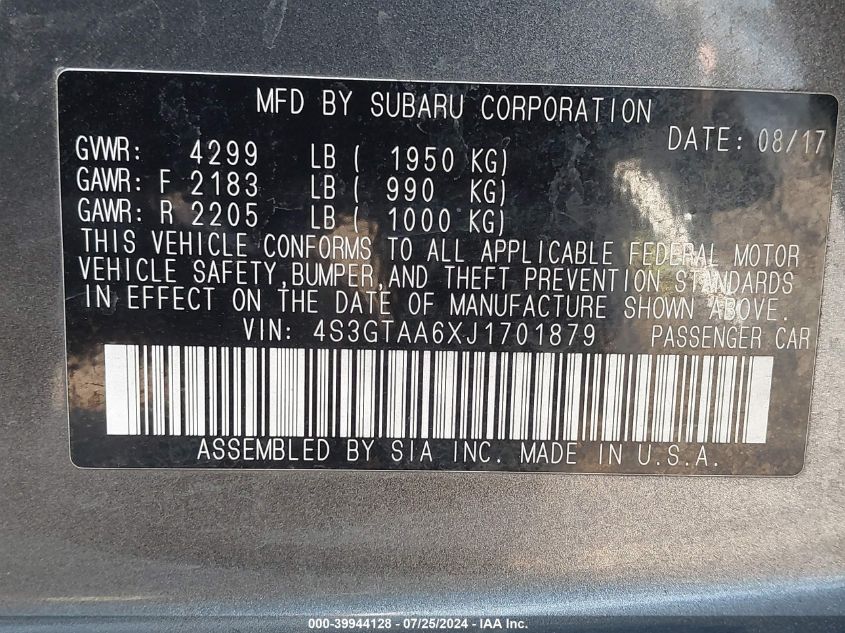 MFD BY SUBARU CORPORATION
DATE: 08/17
GVWR: 4299 LB ( 1950 KG)
GAWR: F 2183 LB ( 990 KG)
GAWR: R 2205 LB ( 1000 KG)
THIS VEHICLE CONFORMS TO ALL APPLICABLE FEDERAL MOTOR
VEHICLE SAFETY,BUMPER,AND THEFT PREVENTION STANDARDS
IN EFFECT ON THE DATE OF MANUFACTURE SHOWN ABOVE.
VIN: 4S3GTAA6XJ1701879 PASSENGER CAR
ASSEMBLED BY SIA INC. MADE IN U.S.A.
000-39944128 - 07/25/2024 - IAA Inc.